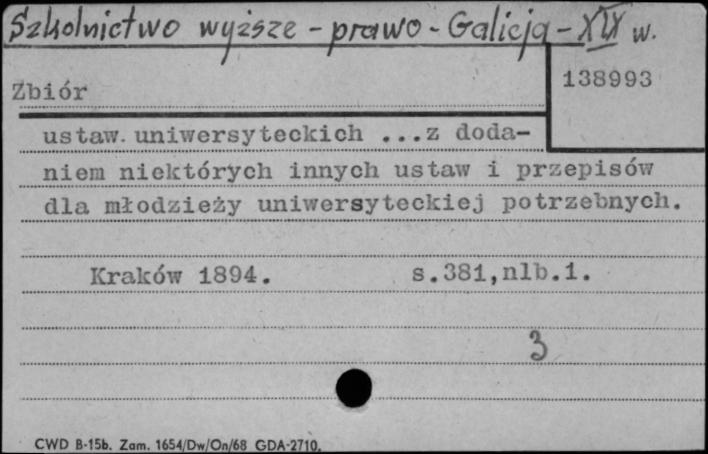 Szkolnictwo wyższe - prawo - Galicja - XIX w.
138993
Zbiór
ustaw uniwersyteckich ...z doda-
niem niektórych innych ustaw i przepisów
dla młodzieży uniwersyteckiej potrzebnych.
Kraków 1894. s.381,nlb.1.
3
CWD B-15b. Zam. 1654/Dw/On/68 GDA-2710.